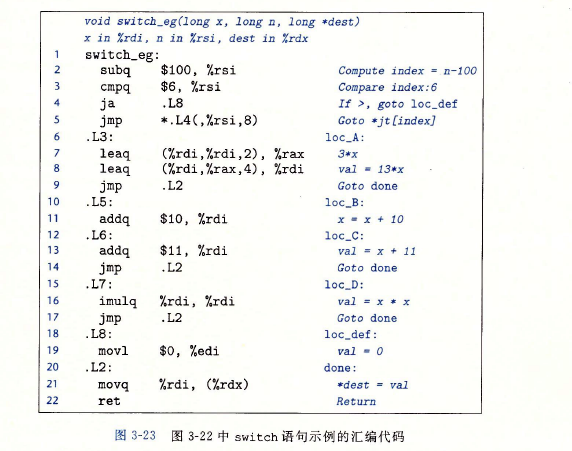 void switch_eg(long x, long n, long *dest)
x in %rdi, n in %rsi, dest in %rdx
1 switch_eg:
2 subq $100, %rsi Compute index = n-100
3 cmpq $6, %rsi Compare index:6
4 ja .L8 If >, goto loc_def
5 jmp *.L4(,%rsi,8) Goto *jt[index]
6 .L3: loc_A:
7 leaq (%rdi,%rdi,2), %rax 3*x
8 leaq (%rdi,%rax,4), %rdi val = 13*x
9 jmp .L2 Goto done
10 .L5: loc_B:
11 addq $10, %rdi x = x + 10
12 .L6: loc_C:
13 addq $11, %rdi val = x + 11
14 jmp .L2 Goto done
15 .L7: loc_D:
16 imulq %rdi, %rdi val = x * x
17 jmp .L2 Goto done
18 .L8: loc_def:
19 movl $0, %edi val = 0
20 .L2: done:
21 movq %rdi, (%rdx) *dest = val
22 ret Return
图 3-23 图 3-22 中 switch 语句示例的汇编代码